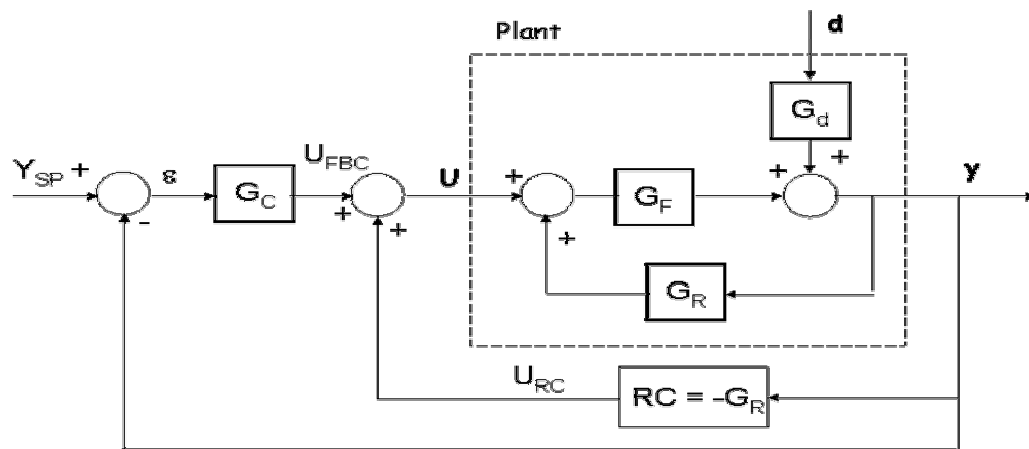 Plant
d
G_d
Y_SP + ε
-
G_C
U_FBC
+
+
U
+
+
G_F
+
+
y
G_R
U_RC
RC = -G_R